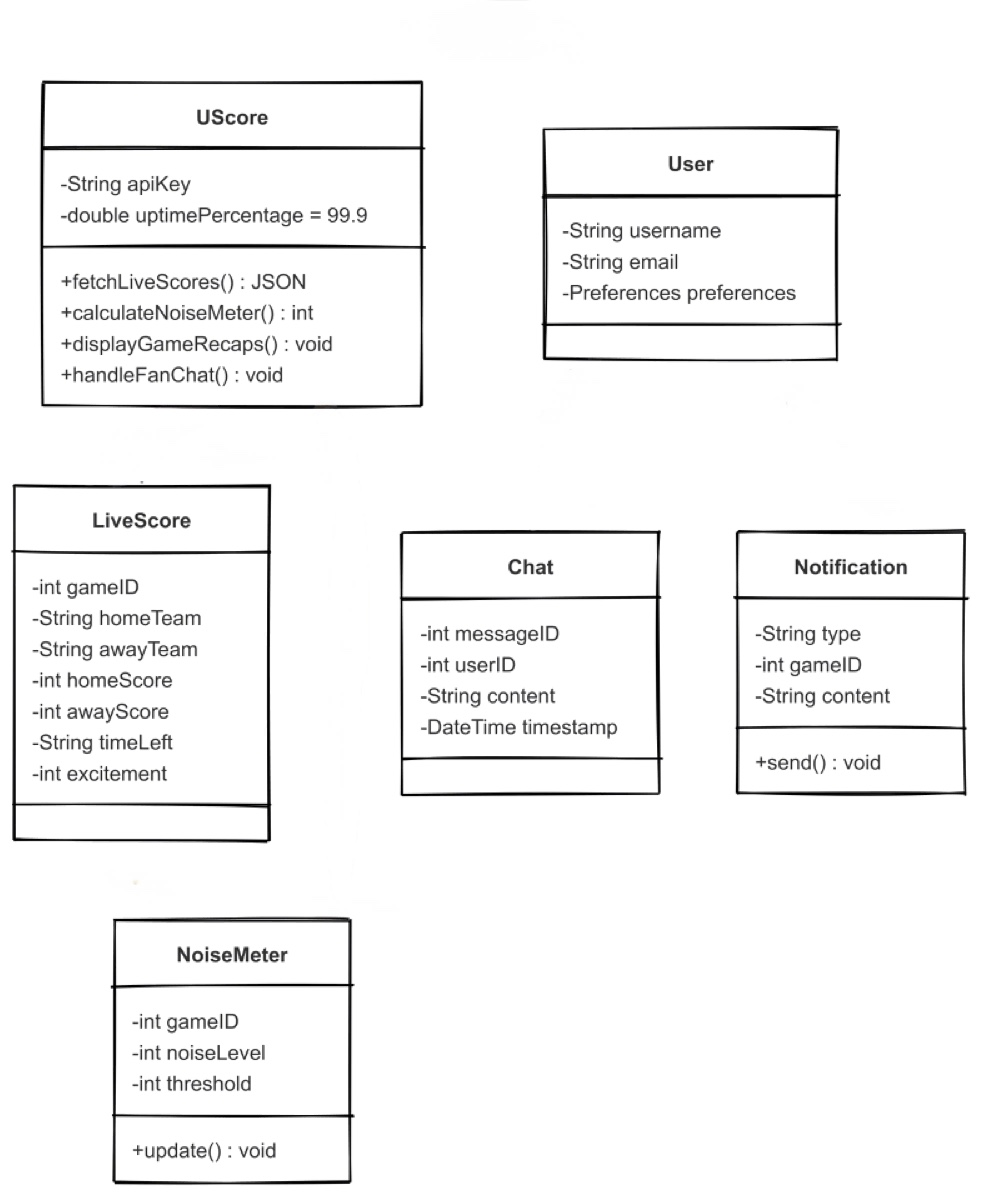 UScore
-String apiKey
-double uptimePercentage = 99.9
+fetchLiveScores() : JSON
+calculateNoiseMeter() : int
+displayGameRecaps() : void
+handleFanChat() : void
User
-String username
-String email
-Preferences preferences
LiveScore
-int gameID
-String homeTeam
-String awayTeam
-int homeScore
-int awayScore
-String timeLeft
-int excitement
Chat
-int messageID
-int userID
-String content
-DateTime timestamp
Notification
-String type
-int gameID
-String content
+send() : void
NoiseMeter
-int gameID
-int noiseLevel
-int threshold
+update() : void